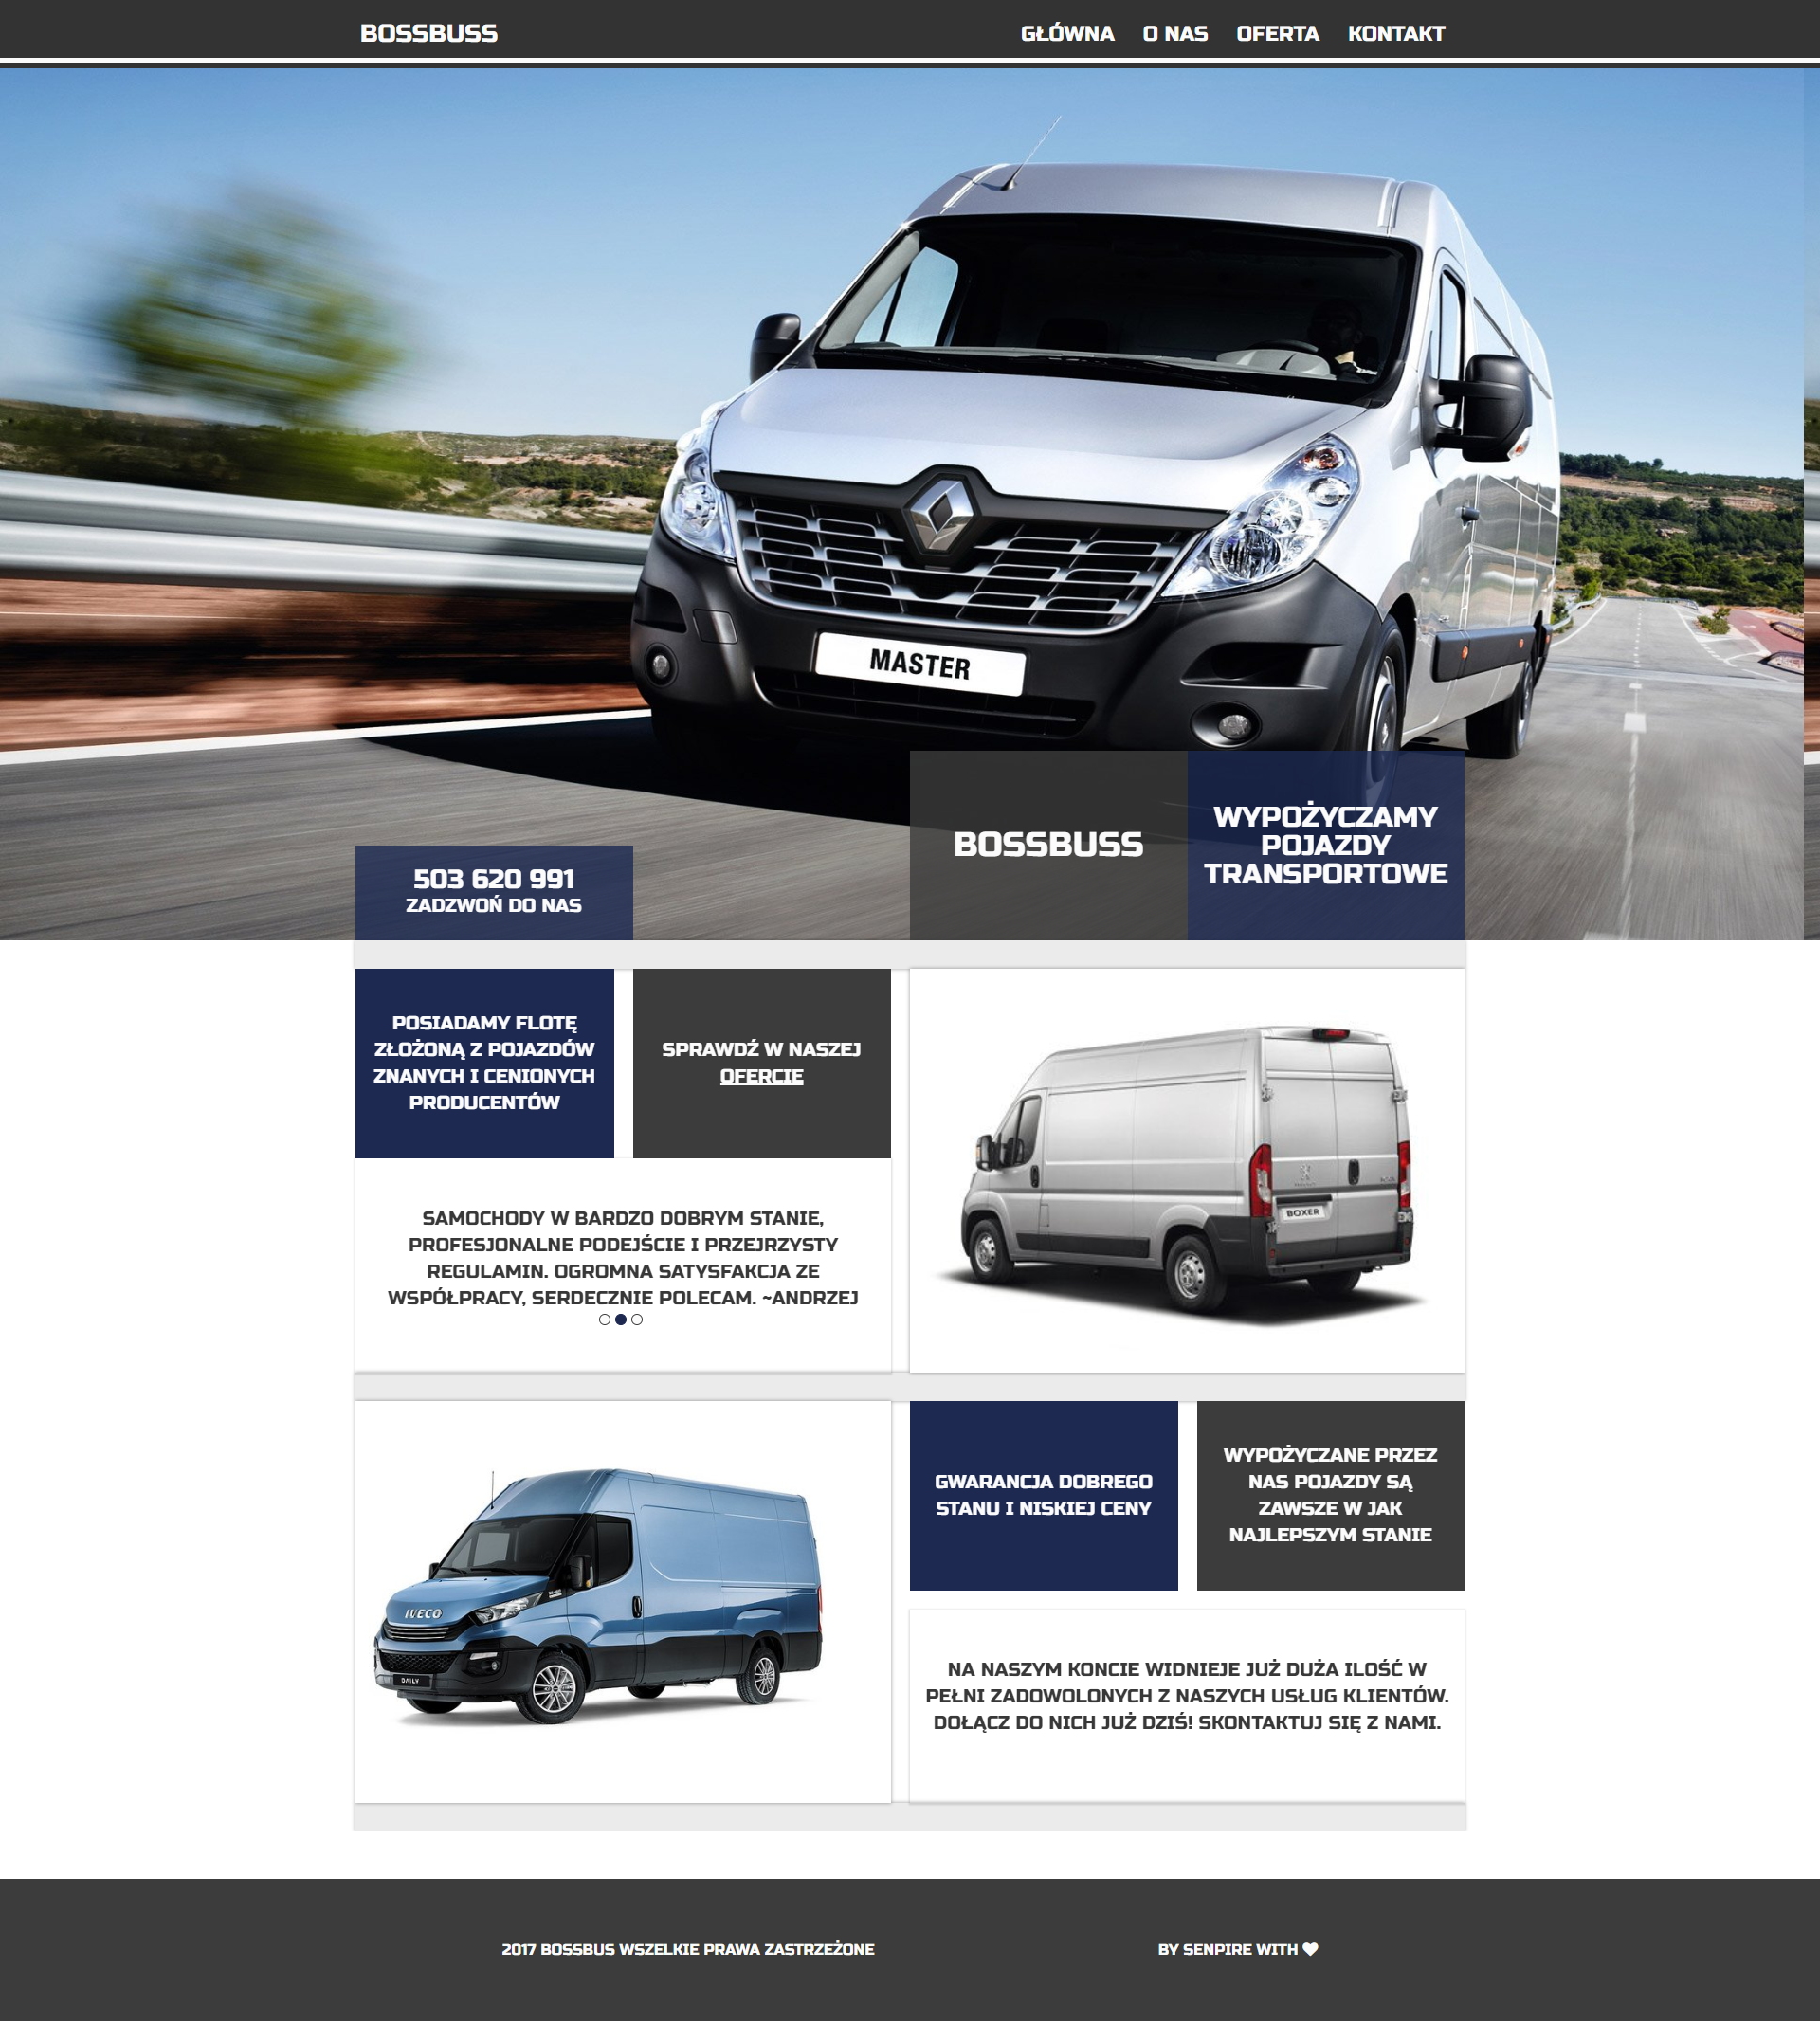 BOSSBUSS
GŁÓWNA O NAS OFERTA KONTAKT
MASTER
503 620 991
ZADZWOŃ DO NAS
BOSSBUSS
WYPOŻYCZAMY
POJAZDY
TRANSPORTOWE
POSIADAMY FLOTĘ
ZŁOŻONĄ Z POJAZDÓW
ZNANYCH I CENIONYCH
PRODUCENTÓW
SPRAWDŹ W NASZEJ
OFERCIE
BOXER
SAMOCHODY W BARDZO DOBRYM STANIE,
PROFESJONALNE PODEJŚCIE I PRZEJRZYSTY
REGULAMIN. OGROMNA SATYSFAKCJA ZE
WSPÓŁPRACY, SERDECZNIE POLECAM. ~ANDRZEJ
IVECO
DAILY
GWARANCJA DOBREGO
STANU I NISKIEJ CENY
WYPOŻYCZANE PRZEZ
NAS POJAZDY SĄ
ZAWSZE W JAK
NAJLEPSZYM STANIE
NA NASZYM KONCIE WIDNIEJE JUŻ DUŻA ILOŚĆ W
PEŁNI ZADOWOLONYCH Z NASZYCH USŁUG KLIENTÓW.
DOŁĄCZ DO NICH JUŻ DZIŚ! SKONTAKTUJ SIĘ Z NAMI.
2017 BOSSBUS WSZELKIE PRAWA ZASTRZEŻONE
BY SENPIRE WITH